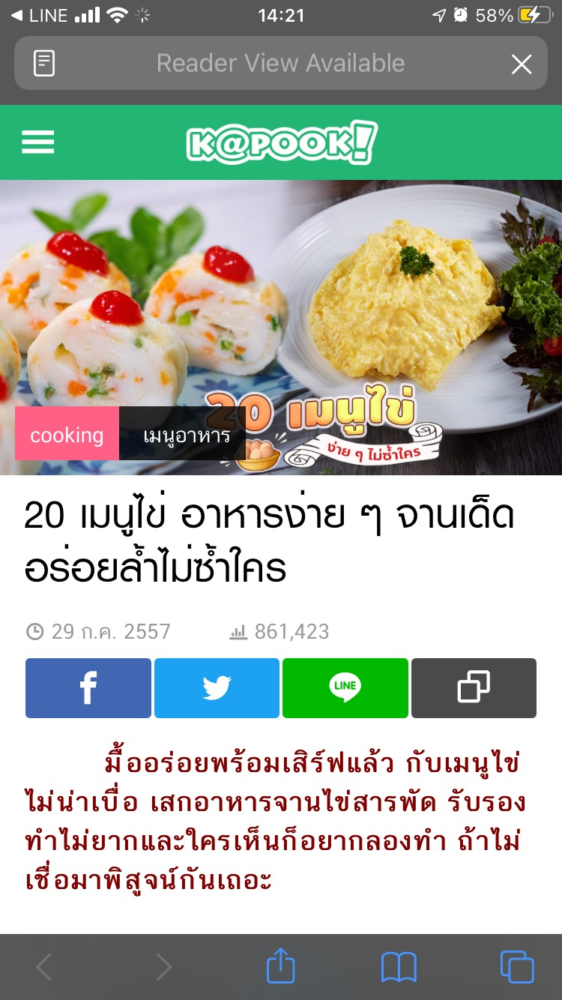 LINE 14:21 58%
Reader View Available
K@POOK!
20 เมนูไข่
ง่าย ๆ ไม่ซ้ำใคร
cooking เมนูอาหาร
20 เมนูไข่ อาหารง่าย ๆ จานเด็ด
อร่อยล้ำไม่ซ้ำใคร
29 ก.ค. 2557 861,423
f LINE
มื้ออร่อยพร้อมเสิร์ฟแล้ว กับเมนูไข่
ไม่น่าเบื่อ เสกอาหารจานไข่สารพัด รับรอง
ทำไม่ยากและใครเห็นก็อยากลองทำ ถ้าไม่
เชื่อมาพิสูจน์กันเถอะ